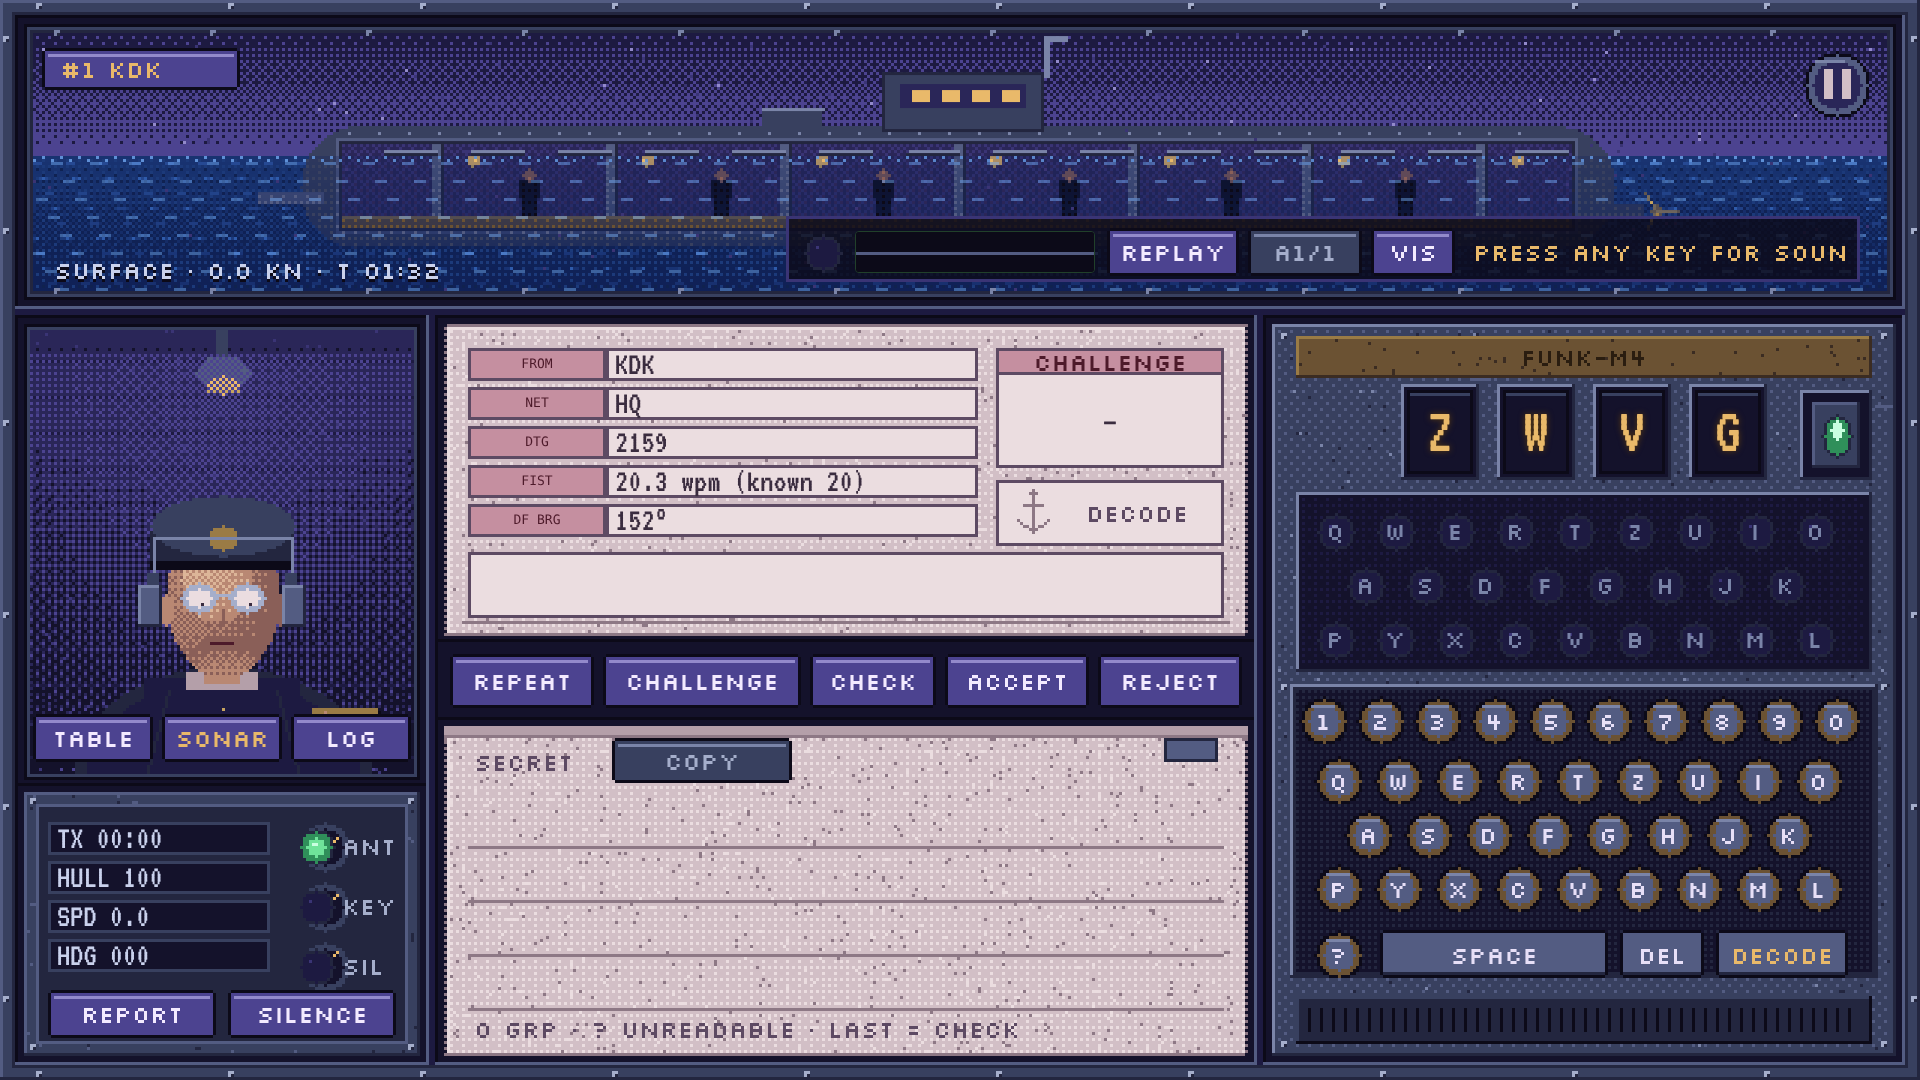 #1 KDK
SURFACE · 0.0 KN · T 01:32
REPLAY
A1/1
VIS
PRESS ANY KEY FOR SOUN
TABLE
SONAR
LOG
TX 00:00
HULL 100
SPD 0.0
HDG 000
ANT
KEY
SIL
REPORT
SILENCE
FROM KDK
NET HQ
DTG 2159
FIST 20.3 wpm (known 20)
DF BRG 152°
CHALLENGE
–
DECODE
REPEAT
CHALLENGE
CHECK
ACCEPT
REJECT
SECRET
COPY
0 GRP · ? UNREADABLE · LAST = CHECK
FUNK-M4
Z W V G
Q W E R T Z U I O
A S D F G H J K
P Y X C V B N M L
1 2 3 4 5 6 7 8 9 0
Q W E R T Z U I O
A S D F G H J K
P Y X C V B N M L
? SPACE DEL DECODE